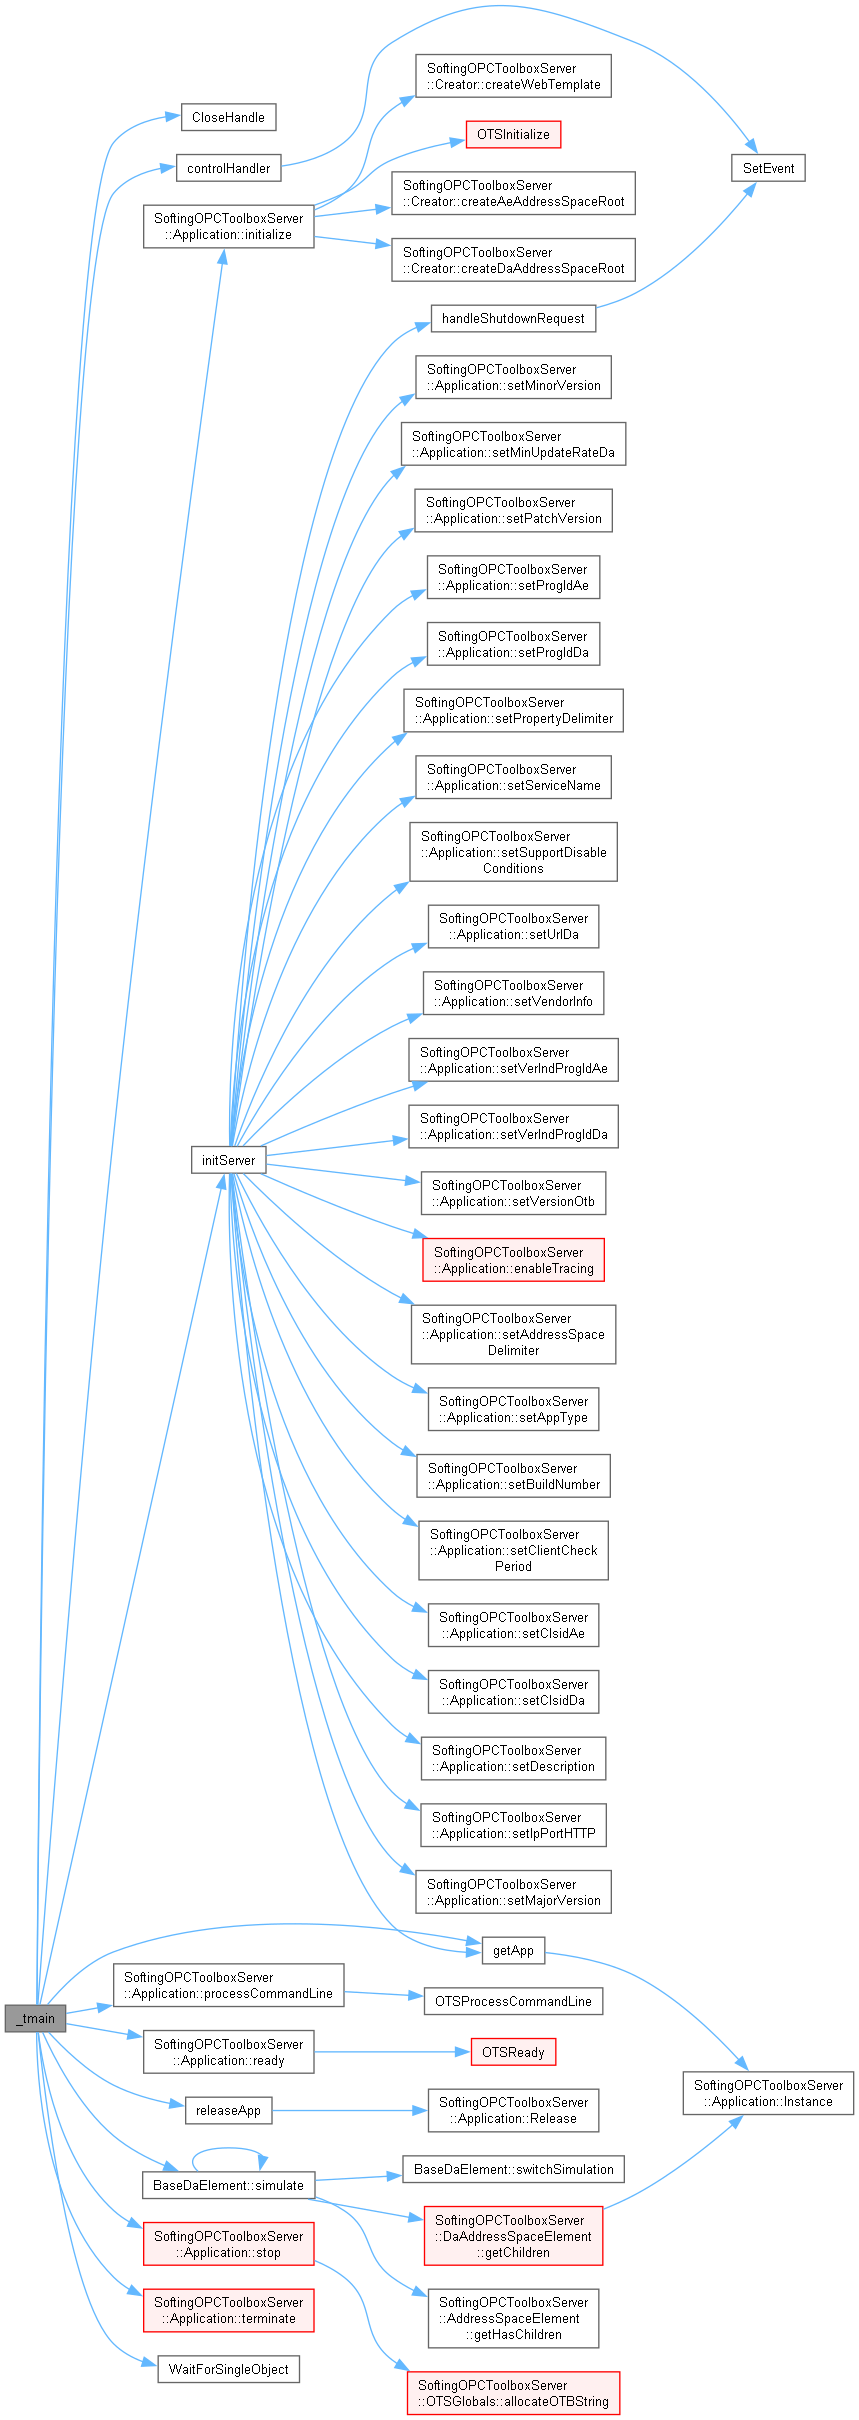 SoftingOPCToolboxServer
::Creator::createWebTemplate
CloseHandle
OTSInitialize
controlHandler
SetEvent
SoftingOPCToolboxServer
::Creator::createAeAddressSpaceRoot
SoftingOPCToolboxServer
::Application::initialize
SoftingOPCToolboxServer
::Creator::createDaAddressSpaceRoot
handleShutdownRequest
SoftingOPCToolboxServer
::Application::setMinorVersion
SoftingOPCToolboxServer
::Application::setMinUpdateRateDa
SoftingOPCToolboxServer
::Application::setPatchVersion
SoftingOPCToolboxServer
::Application::setProgIdAe
SoftingOPCToolboxServer
::Application::setProgIdDa
SoftingOPCToolboxServer
::Application::setPropertyDelimiter
SoftingOPCToolboxServer
::Application::setServiceName
SoftingOPCToolboxServer
::Application::setSupportDisable
Conditions
SoftingOPCToolboxServer
::Application::setUrlDa
SoftingOPCToolboxServer
::Application::setVendorInfo
SoftingOPCToolboxServer
::Application::setVerIndProgIdAe
SoftingOPCToolboxServer
::Application::setVerIndProgIdDa
initServer
SoftingOPCToolboxServer
::Application::setVersionOtb
SoftingOPCToolboxServer
::Application::enableTracing
SoftingOPCToolboxServer
::Application::setAddressSpace
Delimiter
SoftingOPCToolboxServer
::Application::setAppType
SoftingOPCToolboxServer
::Application::setBuildNumber
SoftingOPCToolboxServer
::Application::setClientCheck
Period
SoftingOPCToolboxServer
::Application::setClsidAe
SoftingOPCToolboxServer
::Application::setClsidDa
SoftingOPCToolboxServer
::Application::setDescription
SoftingOPCToolboxServer
::Application::setIpPortHTTP
SoftingOPCToolboxServer
::Application::setMajorVersion
getApp
SoftingOPCToolboxServer
::Application::processCommandLine
OTSProcessCommandLine
_tmain
SoftingOPCToolboxServer
::Application::ready
OTSReady
SoftingOPCToolboxServer
::Application::Instance
releaseApp
SoftingOPCToolboxServer
::Application::Release
BaseDaElement::simulate
BaseDaElement::switchSimulation
SoftingOPCToolboxServer
::DaAddressSpaceElement
::getChildren
SoftingOPCToolboxServer
::Application::stop
SoftingOPCToolboxServer
::AddressSpaceElement
::getHasChildren
SoftingOPCToolboxServer
::Application::terminate
WaitForSingleObject
SoftingOPCToolboxServer
::OTSGlobals::allocateOTBString